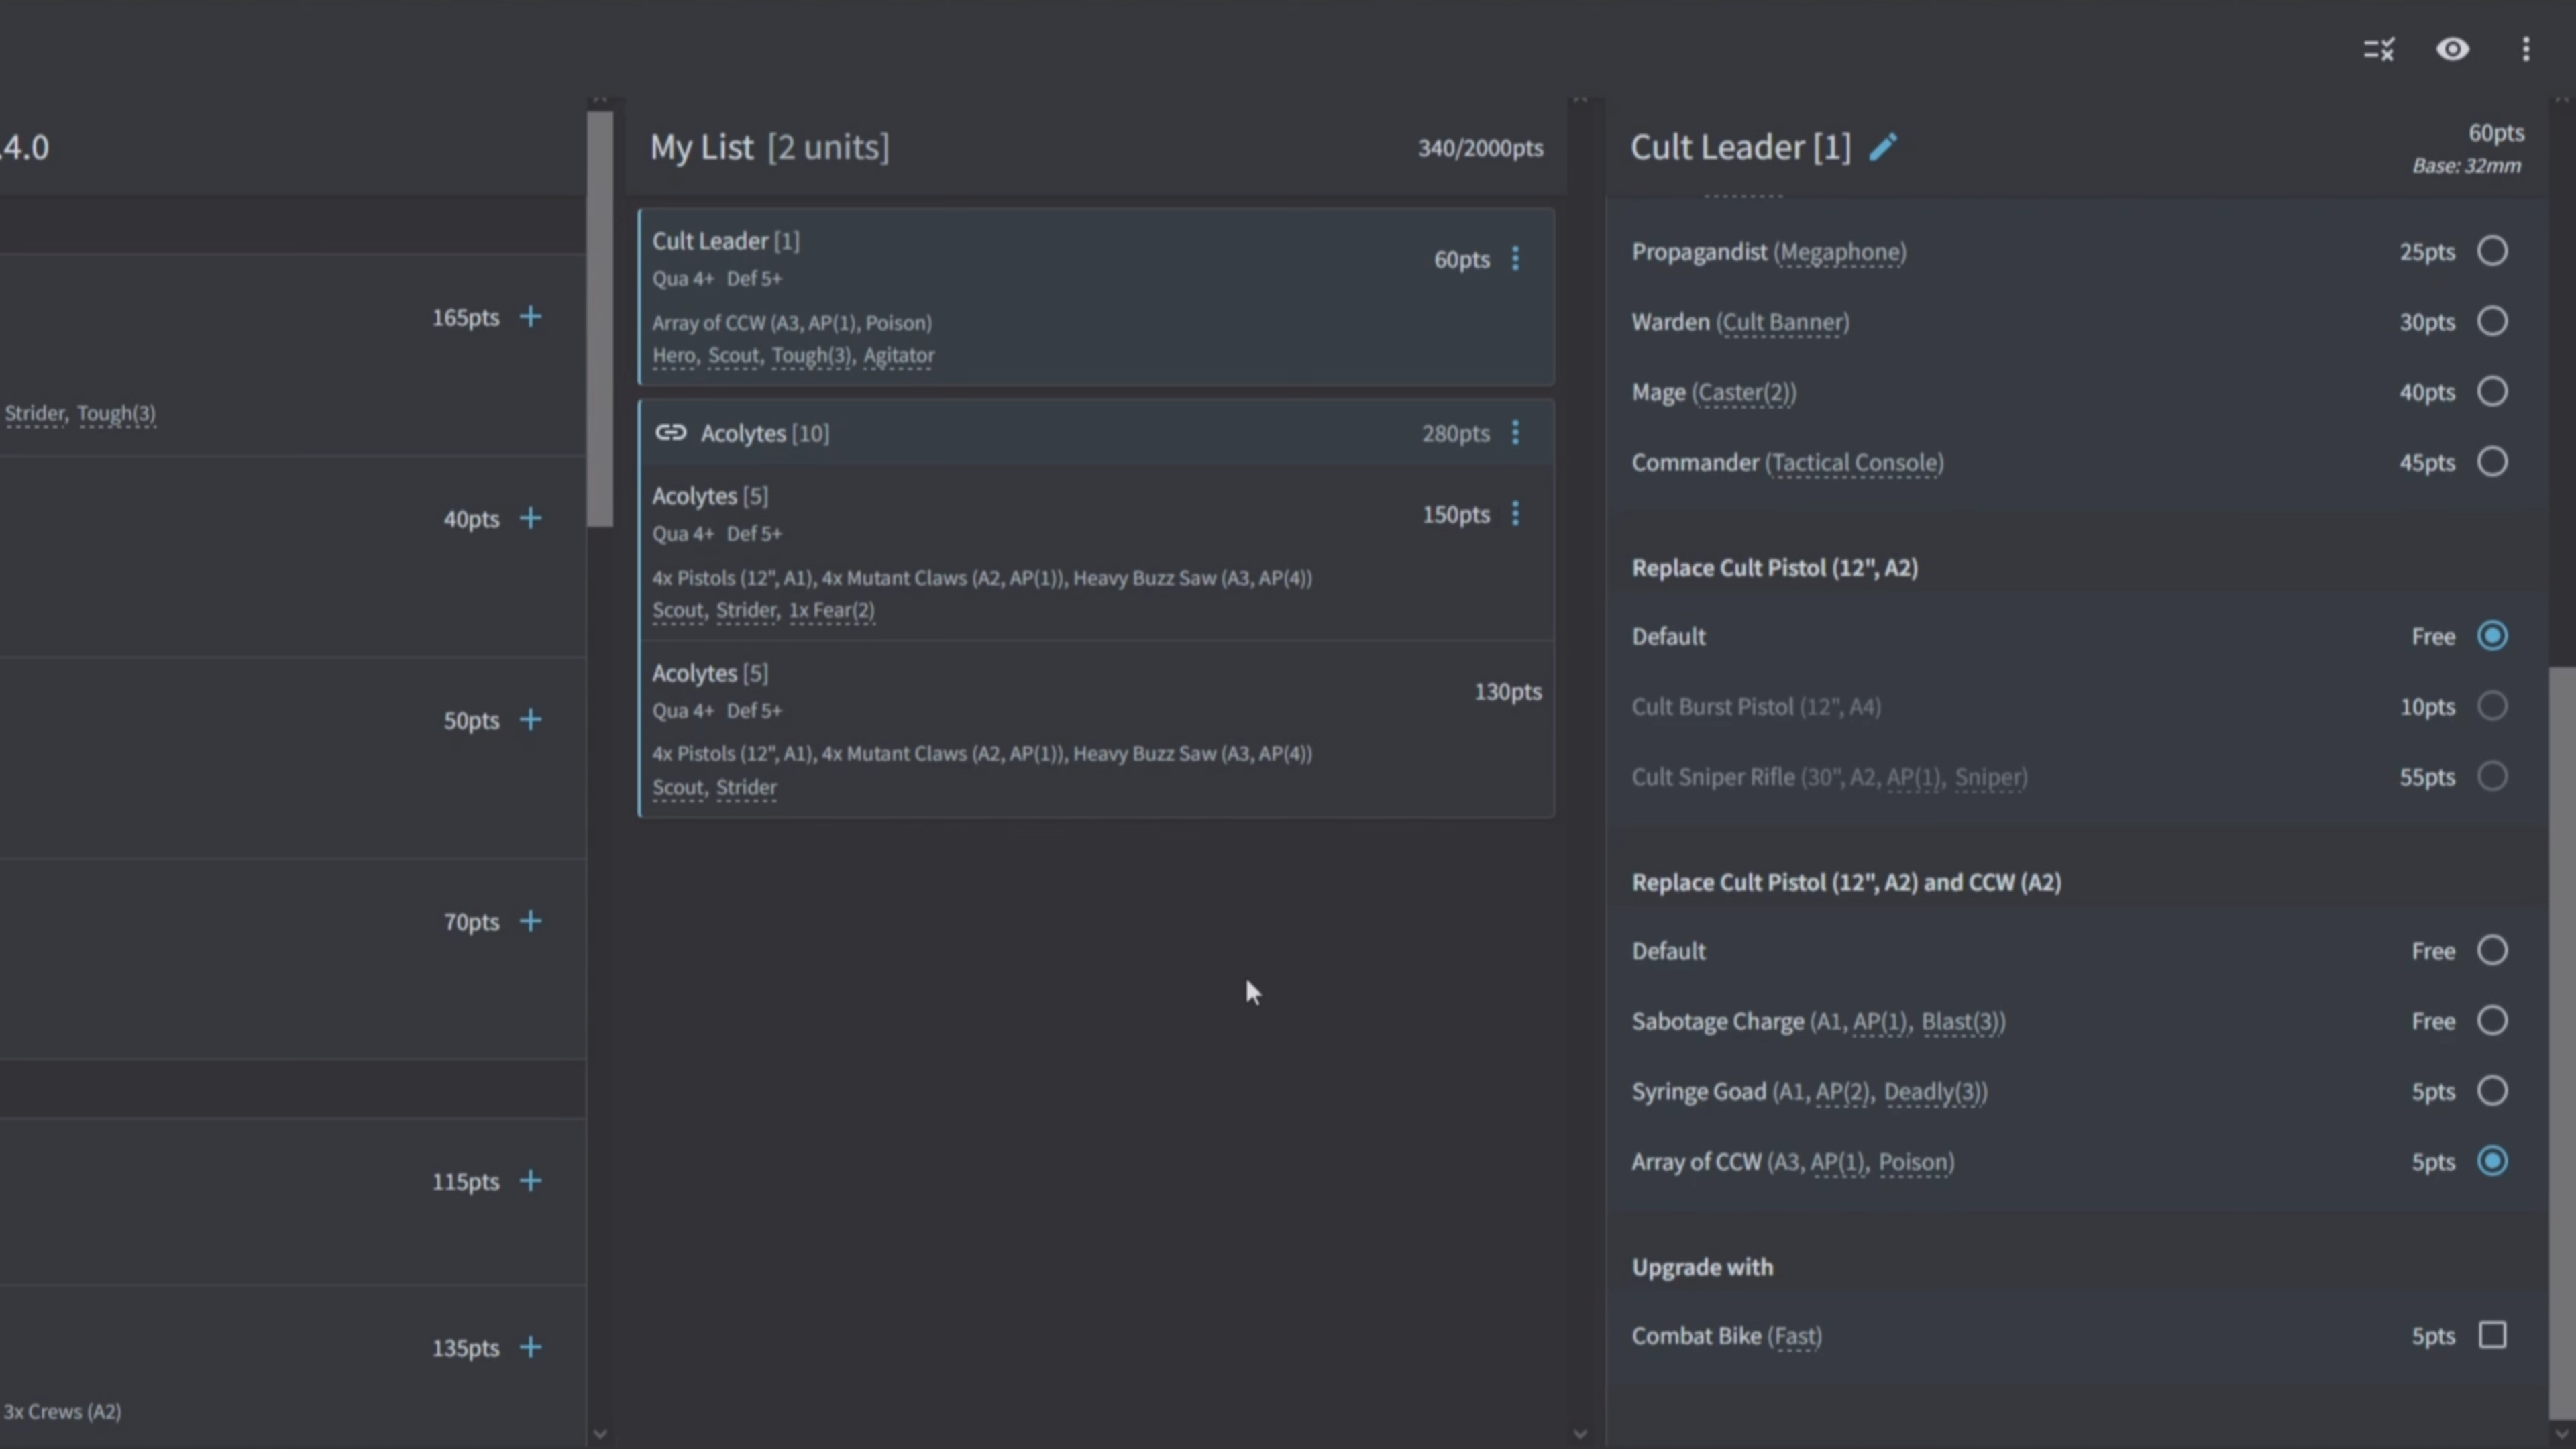 .4.0
165pts
Strider, Tough(3)
40pts
50pts
70pts
115pts
135pts
3x Crews (A2)
My List [2 units]
340/2000pts
Cult Leader [1]
60pts
Qua 4+ Def 5+
Array of CCW (A3, AP(1), Poison)
Hero, Scout, Tough(3), Agitator
Acolytes [10]
280pts
Acolytes [5]
150pts
Qua 4+ Def 5+
4x Pistols (12", A1), 4x Mutant Claws (A2, AP(1)), Heavy Buzz Saw (A3, AP(4))
Scout, Strider, 1x Fear(2)
Acolytes [5]
130pts
Qua 4+ Def 5+
4x Pistols (12", A1), 4x Mutant Claws (A2, AP(1)), Heavy Buzz Saw (A3, AP(4))
Scout, Strider
Cult Leader [1]
60pts
Base: 32mm
Propagandist (Megaphone) 25pts
Warden (Cult Banner) 30pts
Mage (Caster(2)) 40pts
Commander (Tactical Console) 45pts
Replace Cult Pistol (12", A2)
Default Free
Cult Burst Pistol (12", A4) 10pts
Cult Sniper Rifle (30", A2, AP(1), Sniper) 55pts
Replace Cult Pistol (12", A2) and CCW (A2)
Default Free
Sabotage Charge (A1, AP(1), Blast(3)) Free
Syringe Goad (A1, AP(2), Deadly(3)) 5pts
Array of CCW (A3, AP(1), Poison) 5pts
Upgrade with
Combat Bike (Fast) 5pts